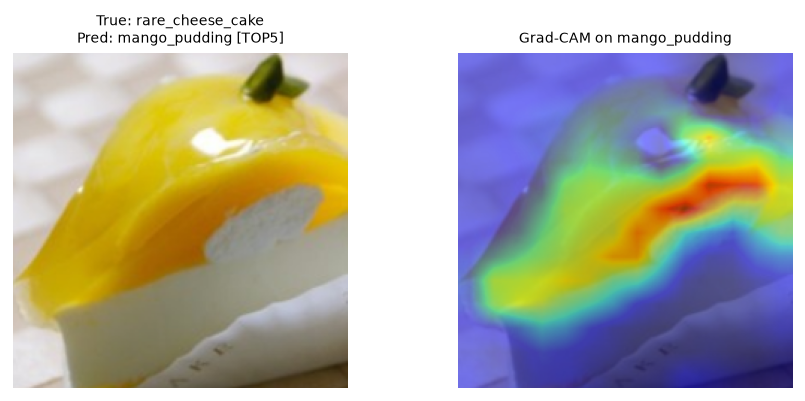 True: rare_cheese_cake
Pred: mango_pudding [TOP5]
Grad-CAM on mango_pudding